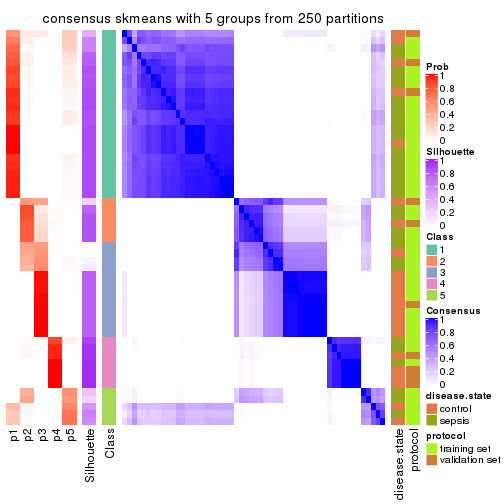 consensus skmeans with 5 groups from 250 partitions
Prob
1
0.8
0.6
0.4
0.2
0
Silhouette
1
0.8
0.6
0.4
0.2
0
Class
1
2
3
4
5
Consensus
1
0.8
0.6
0.4
0.2
0
disease.state
control
sepsis
protocol
training set
validation set
p1
p2
p3
p4
p5
Silhouette
Class
disease.state
protocol